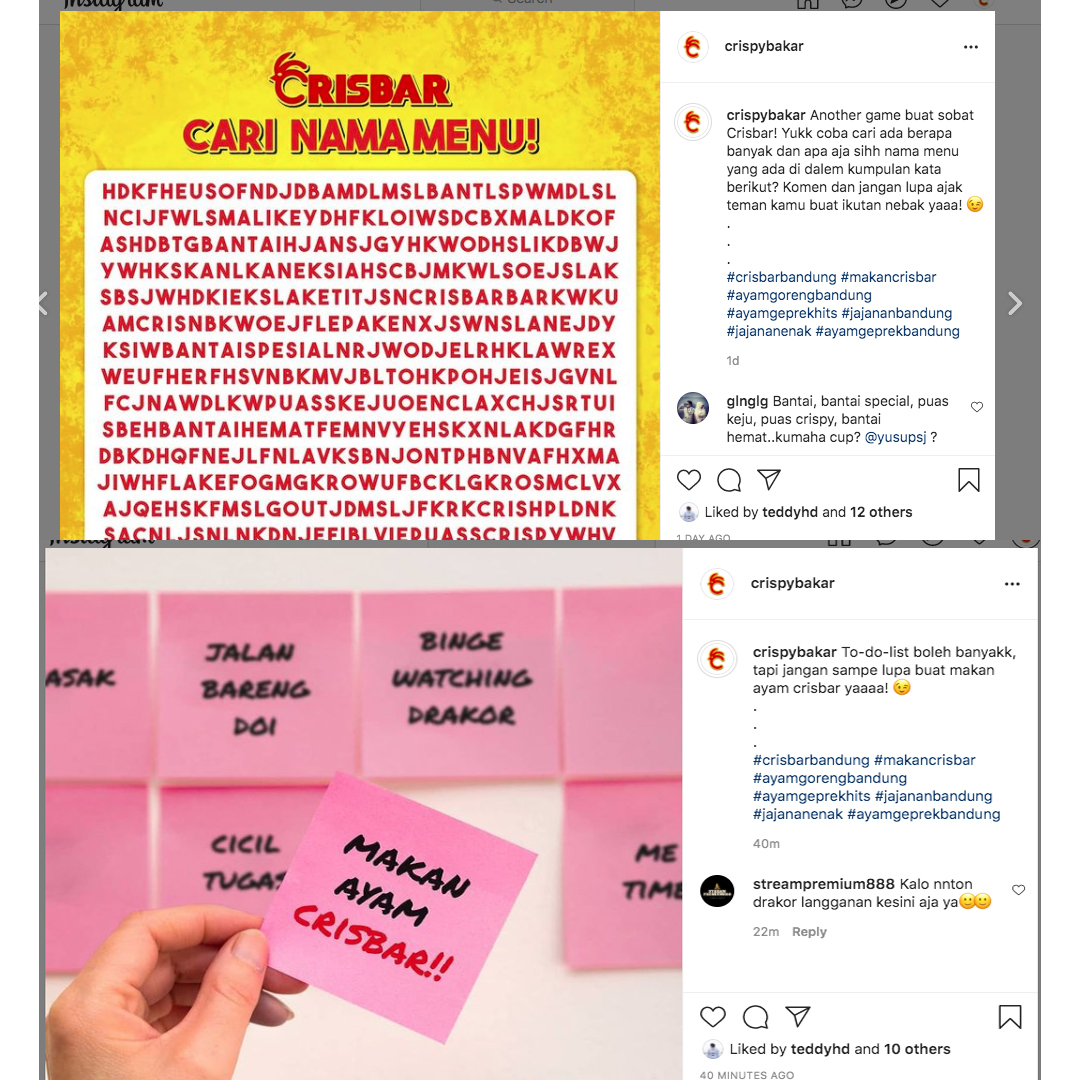 Search
CRISBAR
CARI NAMA MENU!
HDKFHEUSOFNDJDBAMDLMSLBANTLSPWMDLSL
NCIJFWLSMALIKEYDHFKLOIWSDCBXMALDKOF
ASHDBTGBANTAIHJANSJGYHKWODHSLIKDBWJ
YWHKSKANLKANEKSIAHSCBJMKWLSOEJSLAK
SBSJWHDKIEKSLAKETITJSNCRISBARBARKWKU
AMCRISNBKWOEJFLEPAKENXJSWNSLANEJDY
KSIWBANTAISPESIALNRJWODJELRHKLAWREX
WEUFHERFHSVNBKMVJBLTOHKPOHJEISJGVNL
FCJNAWDLKWPUASSKEJUOENCLAXCHJSRTUI
SBEHBANTAIHEMATFEMNVYEHSKXNLAKDGFHR
DBKDHQFNEJLFNLAVKSBNJONTPHBNVAFHXMA
JIWHFLAKEFOGMGKROWUFBCKLGKROSMCLVX
AJQEHSKFMSLGOUTJDMSLJFKRKCRISHPLDNK
SACNLJSNLNKDNJEFIBLVIEPUASSCRISPYWHV
crispybakar
crispybakar Another game buat sobat
Crisbar! Yukk coba cari ada berapa
banyak dan apa aja sihh nama menu
yang ada di dalem kumpulan kata
berikut? Komen dan jangan lupa ajak
teman kamu buat ikutan nebak yaaa! 😉
.
.
.
#crisbarbandung #makancrisbar
#ayamgorengbandung
#ayamgeprekhits #jajananbandung
#jajananenak #ayamgeprekbandung
1d
glnglg Bantai, bantai special, puas
keju, puas crispy, bantai
hemat..kumaha cup? @yusupsj ?
Liked by teddyhd and 12 others
1 DAY AGO
ASAK
JALAN
BARENG
DOI
BINGE
WATCHING
DRAKOR
CICIL
TUGAS
ME
TIME
MAKAN
AYAM
CRISBAR!!
crispybakar
crispybakar To-do-list boleh banyakk,
tapi jangan sampe lupa buat makan
ayam crisbar yaaaa! 😉
.
.
.
#crisbarbandung #makancrisbar
#ayamgorengbandung
#ayamgeprekhits #jajananbandung
#jajananenak #ayamgeprekbandung
40m
streampremium888 Kalo nnton
drakor langganan kesini aja ya🙂🙂
22m Reply
Liked by teddyhd and 10 others
40 MINUTES AGO